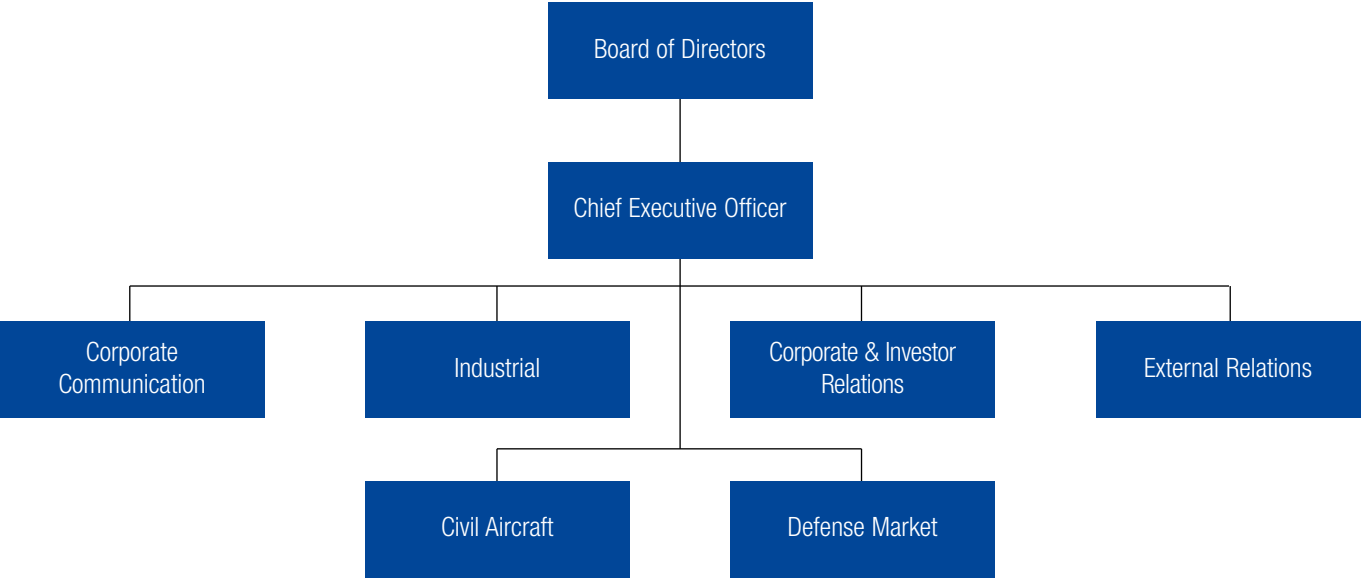 Board of Directors
Chief Executive Officer
Corporate
Communication
Industrial
Corporate & Investor
Relations
External Relations
Civil Aircraft
Defense Market